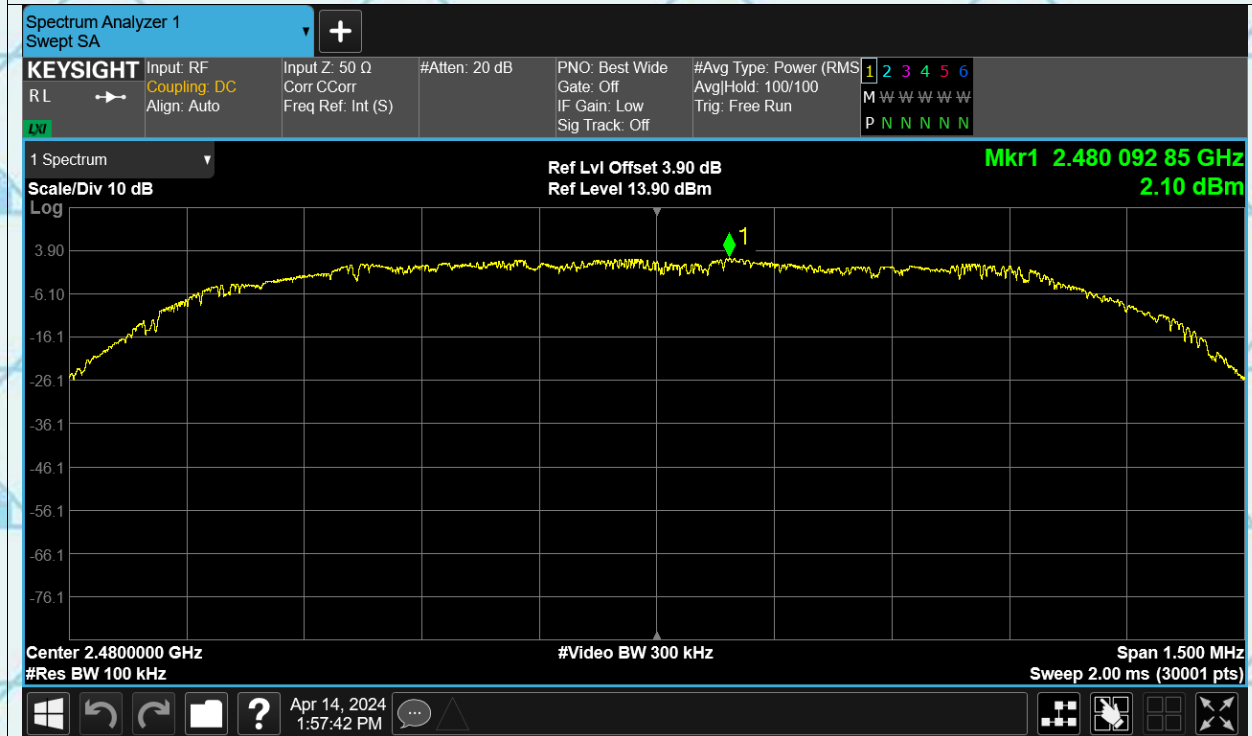 Spectrum Analyzer 1
Swept SA
+
KEYSIGHT
R L
LXI
Input: RF
Coupling: DC
Align: Auto
Input Z: 50 Ω
Corr CCorr
Freq Ref: Int (S)
#Atten: 20 dB
PNO: Best Wide
Gate: Off
IF Gain: Low
Sig Track: Off
#Avg Type: Power (RMS
Avg|Hold: 100/100
Trig: Free Run
1 2 3 4 5 6
M W W W W W
P N N N N N
1 Spectrum
Scale/Div 10 dB
Log
Ref Lvl Offset 3.90 dB
Ref Level 13.90 dBm
Mkr1 2.480 092 85 GHz
2.10 dBm
1
3.90
-6.10
-16.1
-26.1
-36.1
-46.1
-56.1
-66.1
-76.1
Center 2.4800000 GHz
#Res BW 100 kHz
#Video BW 300 kHz
Span 1.500 MHz
Sweep 2.00 ms (30001 pts)
?
Apr 14, 2024
1:57:42 PM